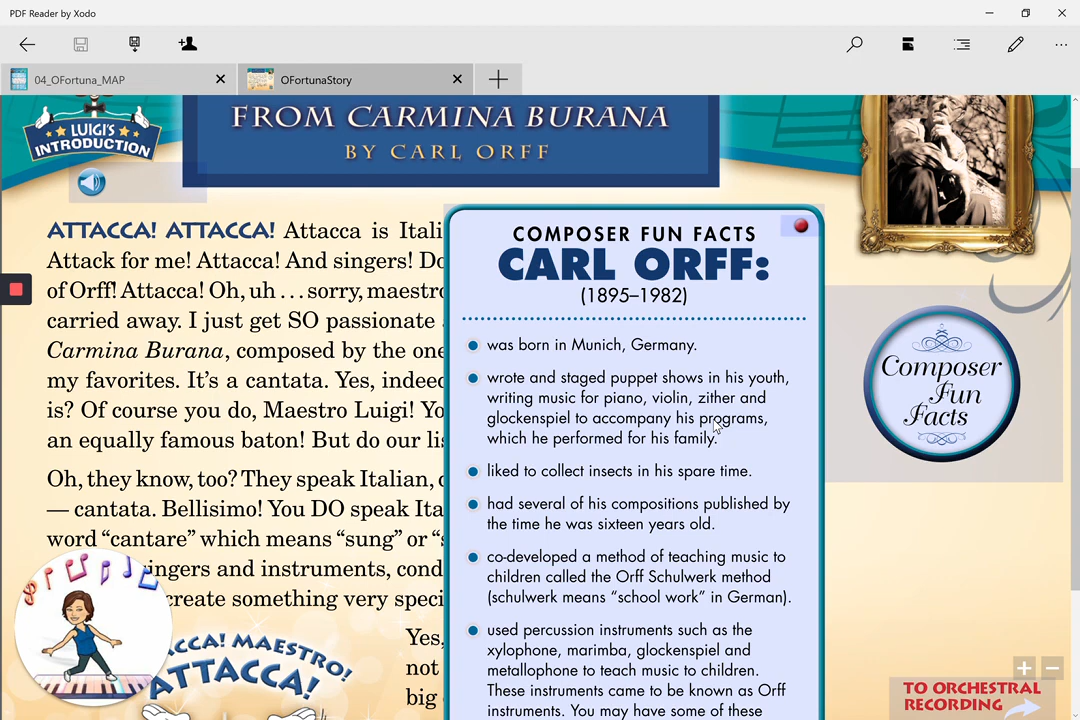 PDF Reader by Xodo
04_OFortuna_MAP
OFortunaStory
LUIGI'S
INTRODUCTION
FROM CARMINA BURANA
BY CARL ORFF
ATTACCA! ATTACCA! Attacca is Itali
Attack for me! Attacca! And singers! Do
of Orff! Attacca! Oh, uh . . . sorry, maestro
carried away. I just get SO passionate
Carmina Burana, composed by the one
my favorites. It's a cantata. Yes, indeed
is? Of course you do, Maestro Luigi! Yo
an equally famous baton! But do our lis
Oh, they know, too? They speak Italian,
— cantata. Bellisimo! You DO speak Ita
word "cantare" which means "sung" or "s
ingers and instruments, cond
create something very speci
Yes,
not
big
ACCA! MAESTRO!
ATTACCA!
COMPOSER FUN FACTS
CARL ORFF:
(1895–1982)
was born in Munich, Germany.
wrote and staged puppet shows in his youth,
writing music for piano, violin, zither and
glockenspiel to accompany his programs,
which he performed for his family.
liked to collect insects in his spare time.
had several of his compositions published by
the time he was sixteen years old.
co-developed a method of teaching music to
children called the Orff Schulwerk method
(schulwerk means "school work" in German).
used percussion instruments such as the
xylophone, marimba, glockenspiel and
metallophone to teach music to children.
These instruments came to be known as Orff
instruments. You may have some of these
Composer
Fun
Facts
TO ORCHESTRAL
RECORDING